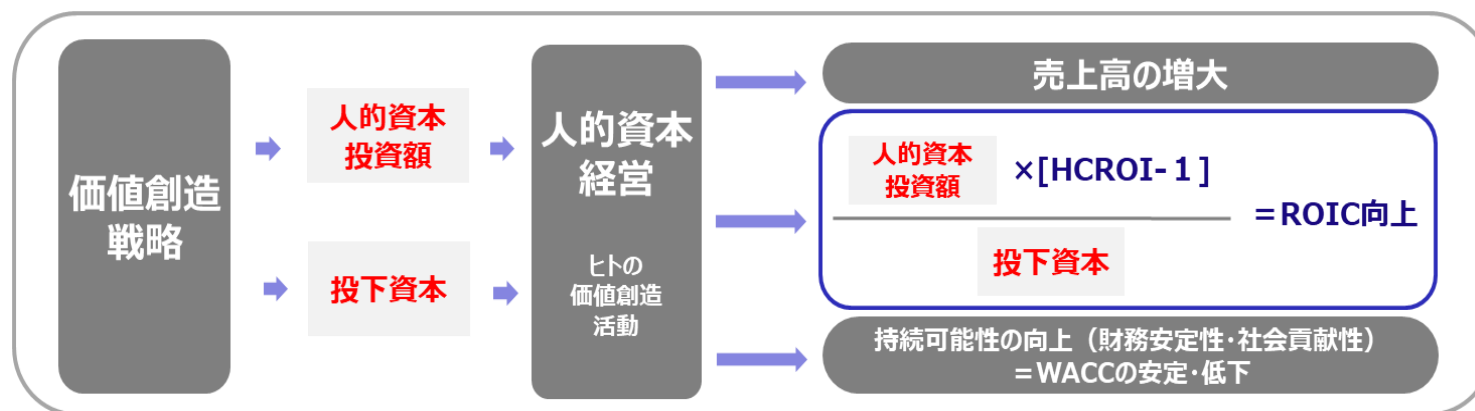 価値創造
戦略
人的資本
投資額
投下資本
人的資本
経営
ヒトの
価値創造
活動
売上高の増大
人的資本
投資額
×[HCROI-１]
＝ROIC向上
投下資本
持続可能性の向上（財務安定性・社会貢献性）
＝WACCの安定・低下